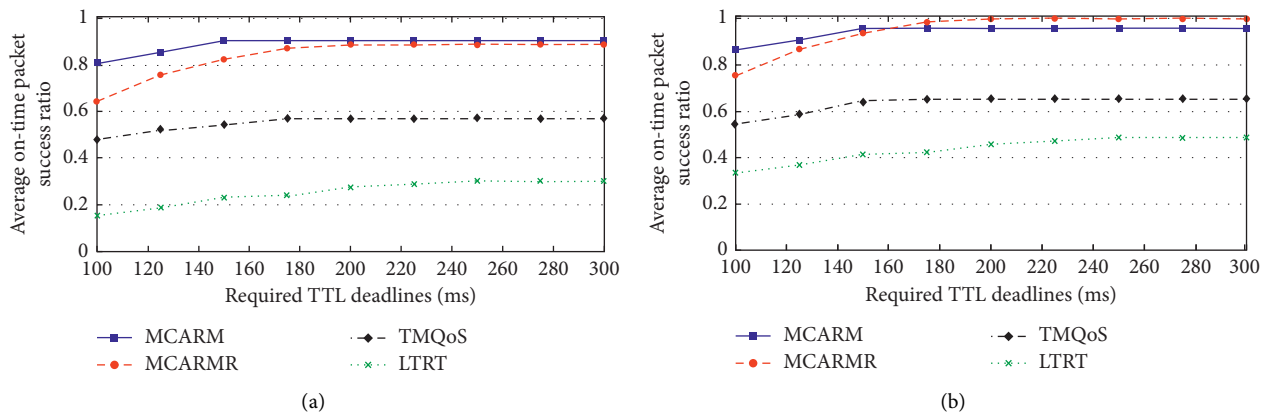 Average on-time packet
success ratio
1
0.8
0.6
0.4
0.2
0
100 120 140 160 180 200 220 240 260 280 300
Required TTL deadlines (ms)
MCARM
MCARMR
TMQoS
LTRT
(a)
Average on-time packet
success ratio
1
0.8
0.6
0.4
0.2
0
100 120 140 160 180 200 220 240 260 280 300
Required TTL deadlines (ms)
MCARM
MCARMR
TMQoS
LTRT
(b)